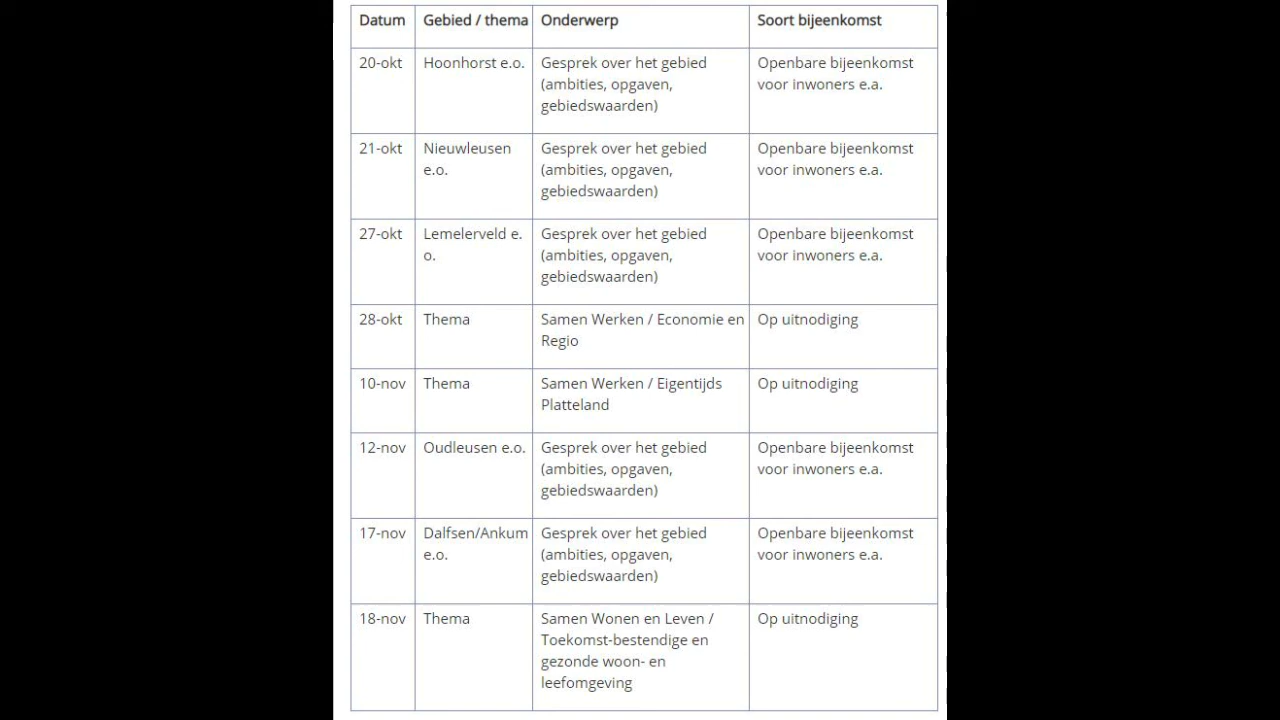 Datum Gebied / thema Onderwerp Soort bijeenkomst
20-okt Hoonhorst e.o. Gesprek over het gebied Openbare bijeenkomst
(ambities, opgaven, voor inwoners e.a.
gebiedswaarden)
21-okt Nieuwleusen Gesprek over het gebied Openbare bijeenkomst
e.o. (ambities, opgaven, voor inwoners e.a.
gebiedswaarden)
27-okt Lemelerveld e. Gesprek over het gebied Openbare bijeenkomst
o. (ambities, opgaven, voor inwoners e.a.
gebiedswaarden)
28-okt Thema Samen Werken / Economie en Op uitnodiging
Regio
10-nov Thema Samen Werken / Eigentijds Op uitnodiging
Platteland
12-nov Oudleusen e.o. Gesprek over het gebied Openbare bijeenkomst
(ambities, opgaven, voor inwoners e.a.
gebiedswaarden)
17-nov Dalfsen/Ankum Gesprek over het gebied Openbare bijeenkomst
e.o. (ambities, opgaven, voor inwoners e.a.
gebiedswaarden)
18-nov Thema Samen Wonen en Leven / Op uitnodiging
Toekomst-bestendige en
gezonde woon- en
leefomgeving